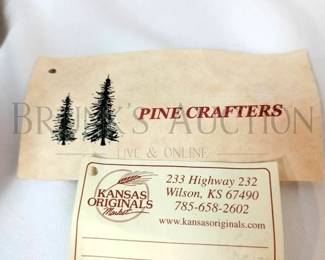 PINE CRAFTERS
BRUNK'S AUCTION
LIVE & ONLINE
KANSAS
ORIGINALS
Market
233 Highway 232
Wilson, KS 67490
785-658-2602
www.kansasoriginals.com